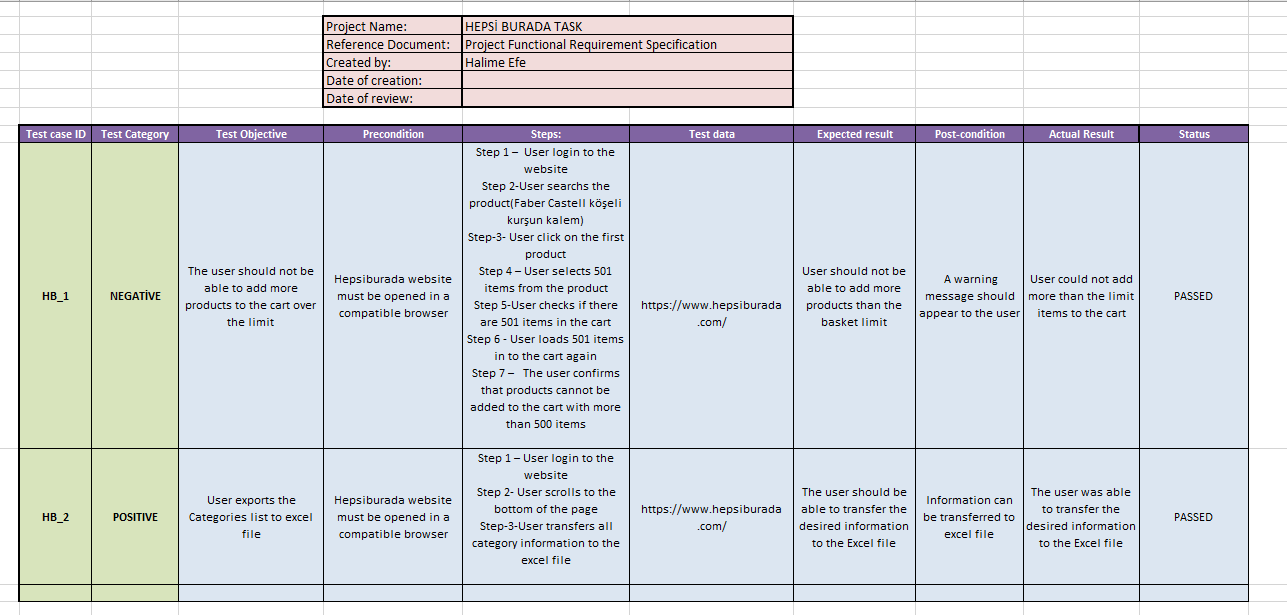 Project Name: HEPSİ BURADA TASK
Reference Document: Project Functional Requirement Specification
Created by: Halime Efe
Date of creation:
Date of review:
Test case ID Test Category Test Objective Precondition Steps: Test data Expected result Post-condition Actual Result Status
HB_1
NEGATİVE
The user should not be
able to add more
products to the cart over
the limit
Hepsiburada website
must be opened in a
compatible browser
Step 1 – User login to the
website
Step 2-User searchs the
product(Faber Castell köşeli
kurşun kalem)
Step-3- User click on the first
product
Step 4 – User selects 501
items from the product
Step 5-User checks if there
are 501 items in the cart
Step 6 - User loads 501 items
in to the cart again
Step 7 – The user confirms
that products cannot be
added to the cart with more
than 500 items
https://www.hepsiburada
.com/
User should not be
able to add more
products than the
basket limit
A warning
message should
appear to the user
User could not add
more than the limit
items to the cart
PASSED
HB_2
POSITIVE
User exports the
Categories list to excel
file
Hepsiburada website
must be opened in a
compatible browser
Step 1 – User login to the
website
Step 2- User scrolls to the
bottom of the page
Step-3-User transfers all
category information to the
excel file
https://www.hepsiburada
.com/
The user should be
able to transfer the
desired information
to the Excel file
Information can
be transferred to
excel file
The user was able
to transfer the
desired information
to the Excel file
PASSED